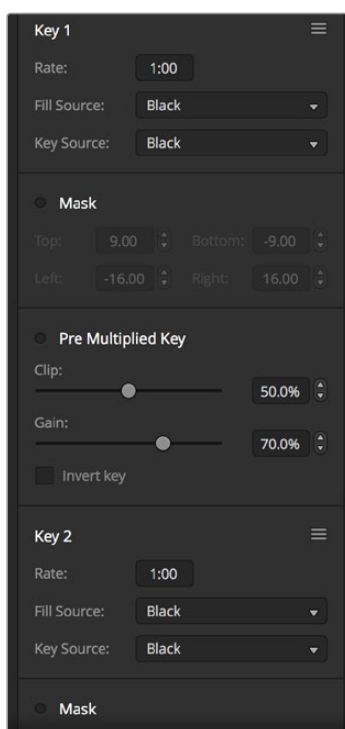 Key 1
Rate: 1:00
Fill Source: Black
Key Source: Black
Mask
Top: 9.00 Bottom: -9.00
Left: -16.00 Right: 16.00
Pre Multiplied Key
Clip:
50.0%
Gain:
70.0%
Invert key
Key 2
Rate: 1:00
Fill Source: Black
Key Source: Black
Mask